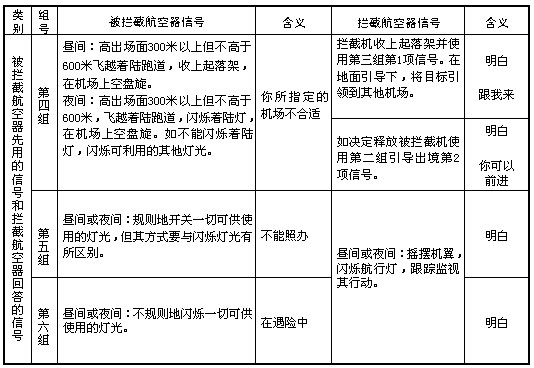 类别
组号
被拦截航空器信号
含义
拦截航空器信号
含义
被拦截航空器先用的信号和拦截航空器回答的信号
第四组
昼间：高出场面300米以上但不高于
600米飞越着陆跑道，收上起落架，
在机场上空盘旋。
夜间：高出场面300米以上但不高于
600米，飞越着陆跑道，闪烁着陆灯，
在机场上空盘旋。如不能闪烁着陆
灯，闪烁可利用的其他灯光。
你所指定的
机场不合适
拦截机收上起落架并使
用第三组第1项信号。在
地面引导下，将目标引
领到其他机场。
明白
跟我来
如决定释放被拦截机使
用第二组引导出境第2
项信号。
明白
你可以
前进
第五组
昼间或夜间：规则地开关一切可供使
用的灯光，但其方式要与闪烁灯光有
所区别。
不能照办
昼间或夜间：摇摆机翼，
闪烁航行灯，跟踪监视
其行动。
明白
第六组
昼间或夜间：不规则地闪烁一切可供
使用的灯光。
在遇险中
明白